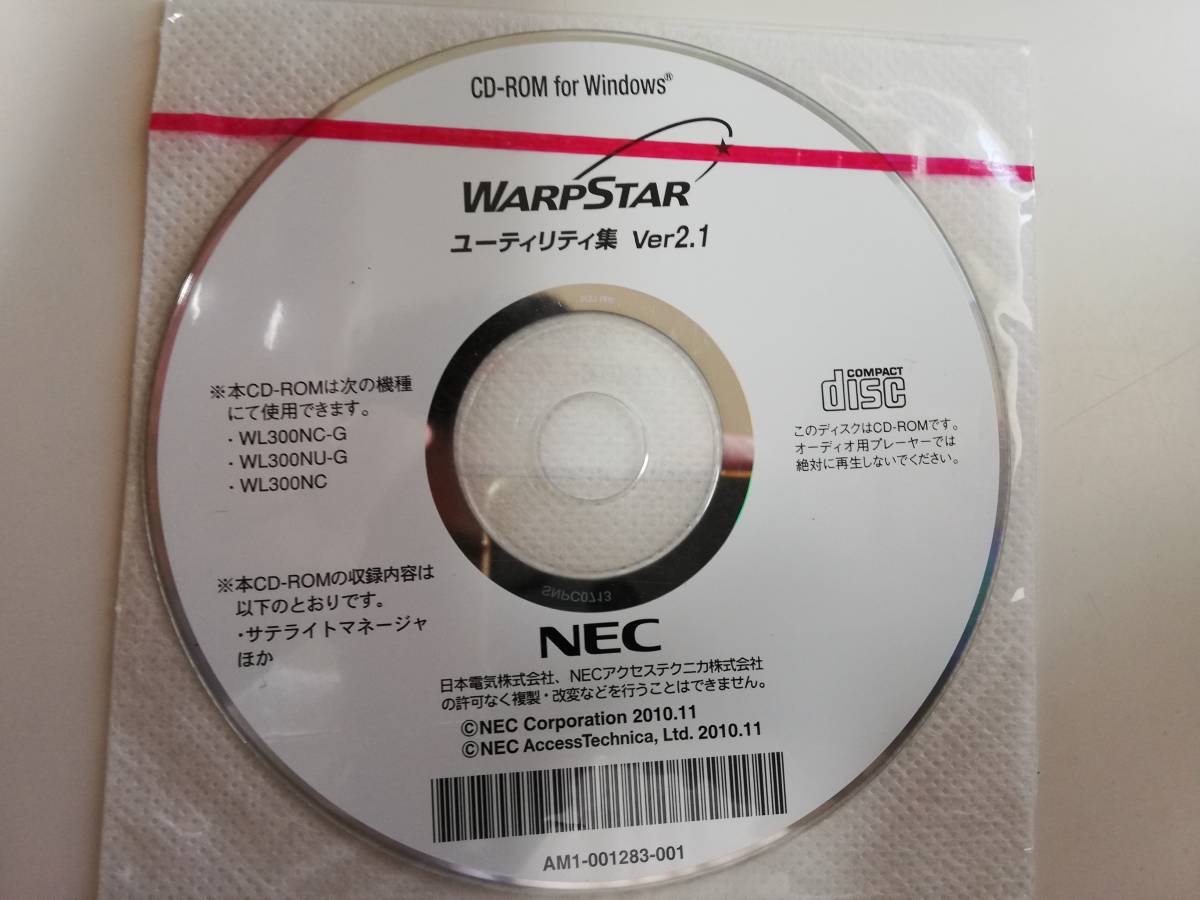 CD-ROM for Windows®
WARPSTAR
ユーティリティ集 Ver2.1
※本CD-ROMは次の機種
にて使用できます。
・WL300NC-G
・WL300NU-G
・WL300NC
COMPACT
disc
このディスクはCD-ROMです。
オーディオ用プレーヤーでは
絶対に再生しないでください。
※本CD-ROMの収録内容は
以下のとおりです。
・サテライトマネージャ
ほか
SNPC0713
NEC
日本電気株式会社、NECアクセステクニカ株式会社
の許可なく複製・改変などを行うことはできません。
©NEC Corporation 2010.11
©NEC AccessTechnica, Ltd. 2010.11
AM1-001283-001